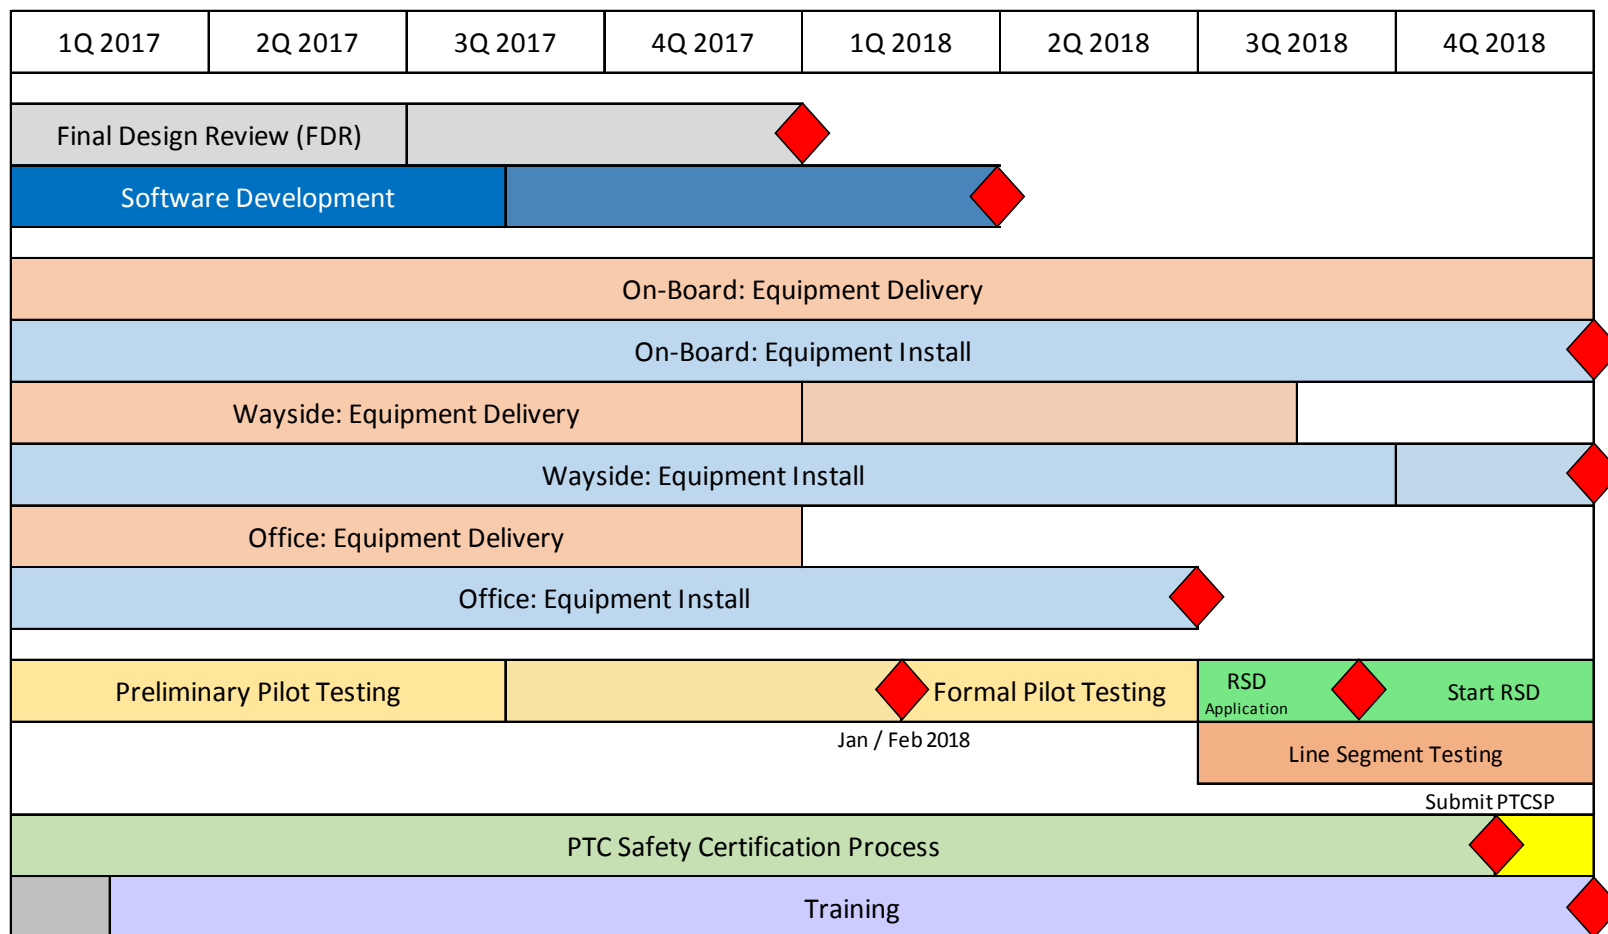 1Q 2017 2Q 2017 3Q 2017 4Q 2017 1Q 2018 2Q 2018 3Q 2018 4Q 2018
Final Design Review (FDR)
Software Development
On-Board: Equipment Delivery
On-Board: Equipment Install
Wayside: Equipment Delivery
Wayside: Equipment Install
Office: Equipment Delivery
Office: Equipment Install
Preliminary Pilot Testing
Formal Pilot Testing
RSD
Application
Start RSD
Jan / Feb 2018
Line Segment Testing
Submit PTCSP
PTC Safety Certification Process
Training